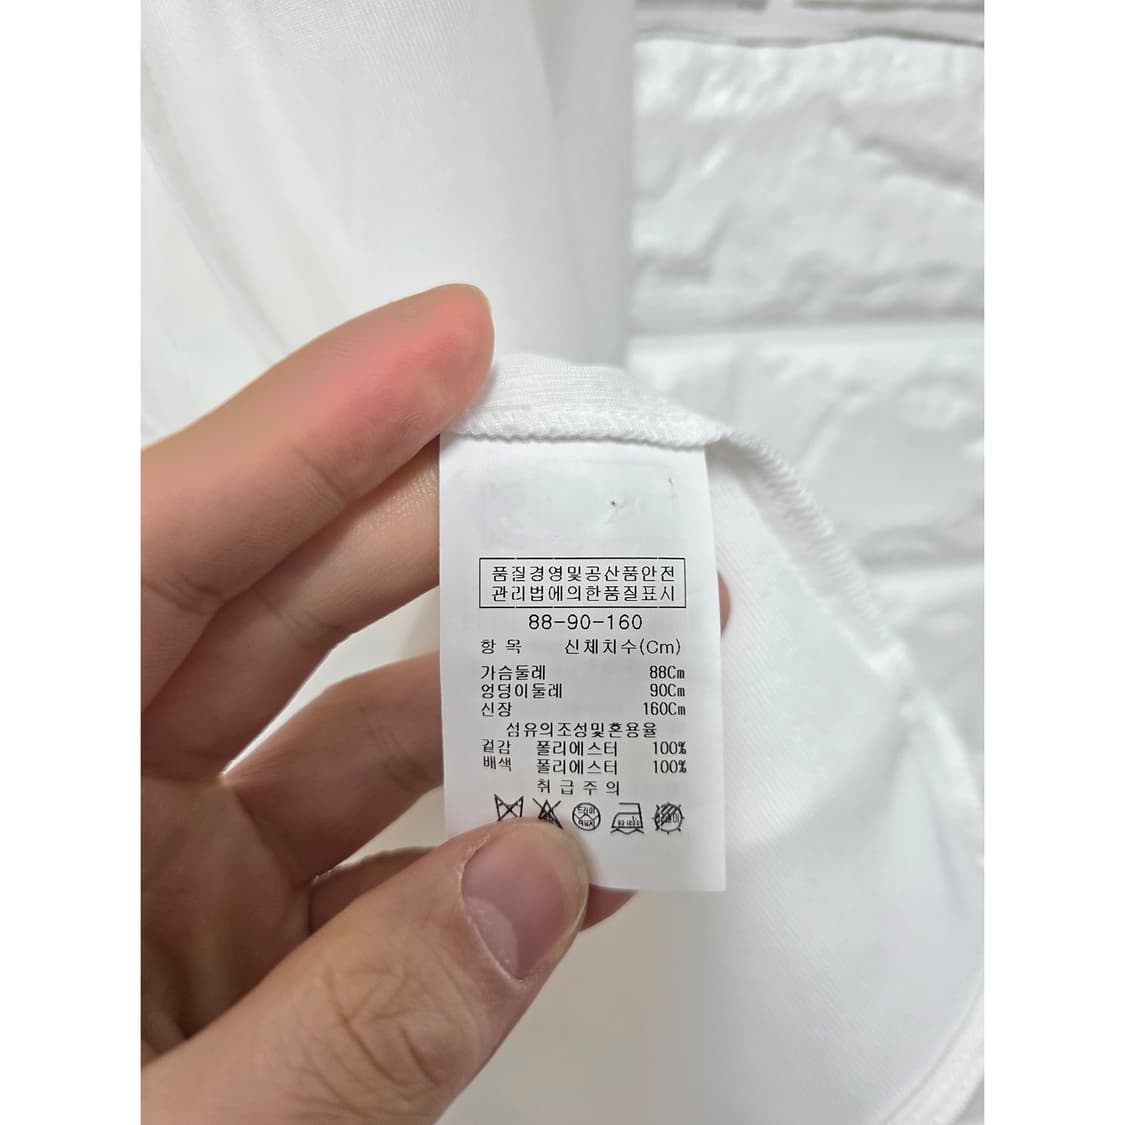 품질경영및공산품안전
관리법에의한품질표시
88-90-160
항 목 신체치수(Cm)
가슴둘레 88Cm
엉덩이둘레 90Cm
신장 160Cm
섬유의조성및혼용율
겉감 폴리에스터 100%
배색 폴리에스터 100%
취 급 주 의
드라이